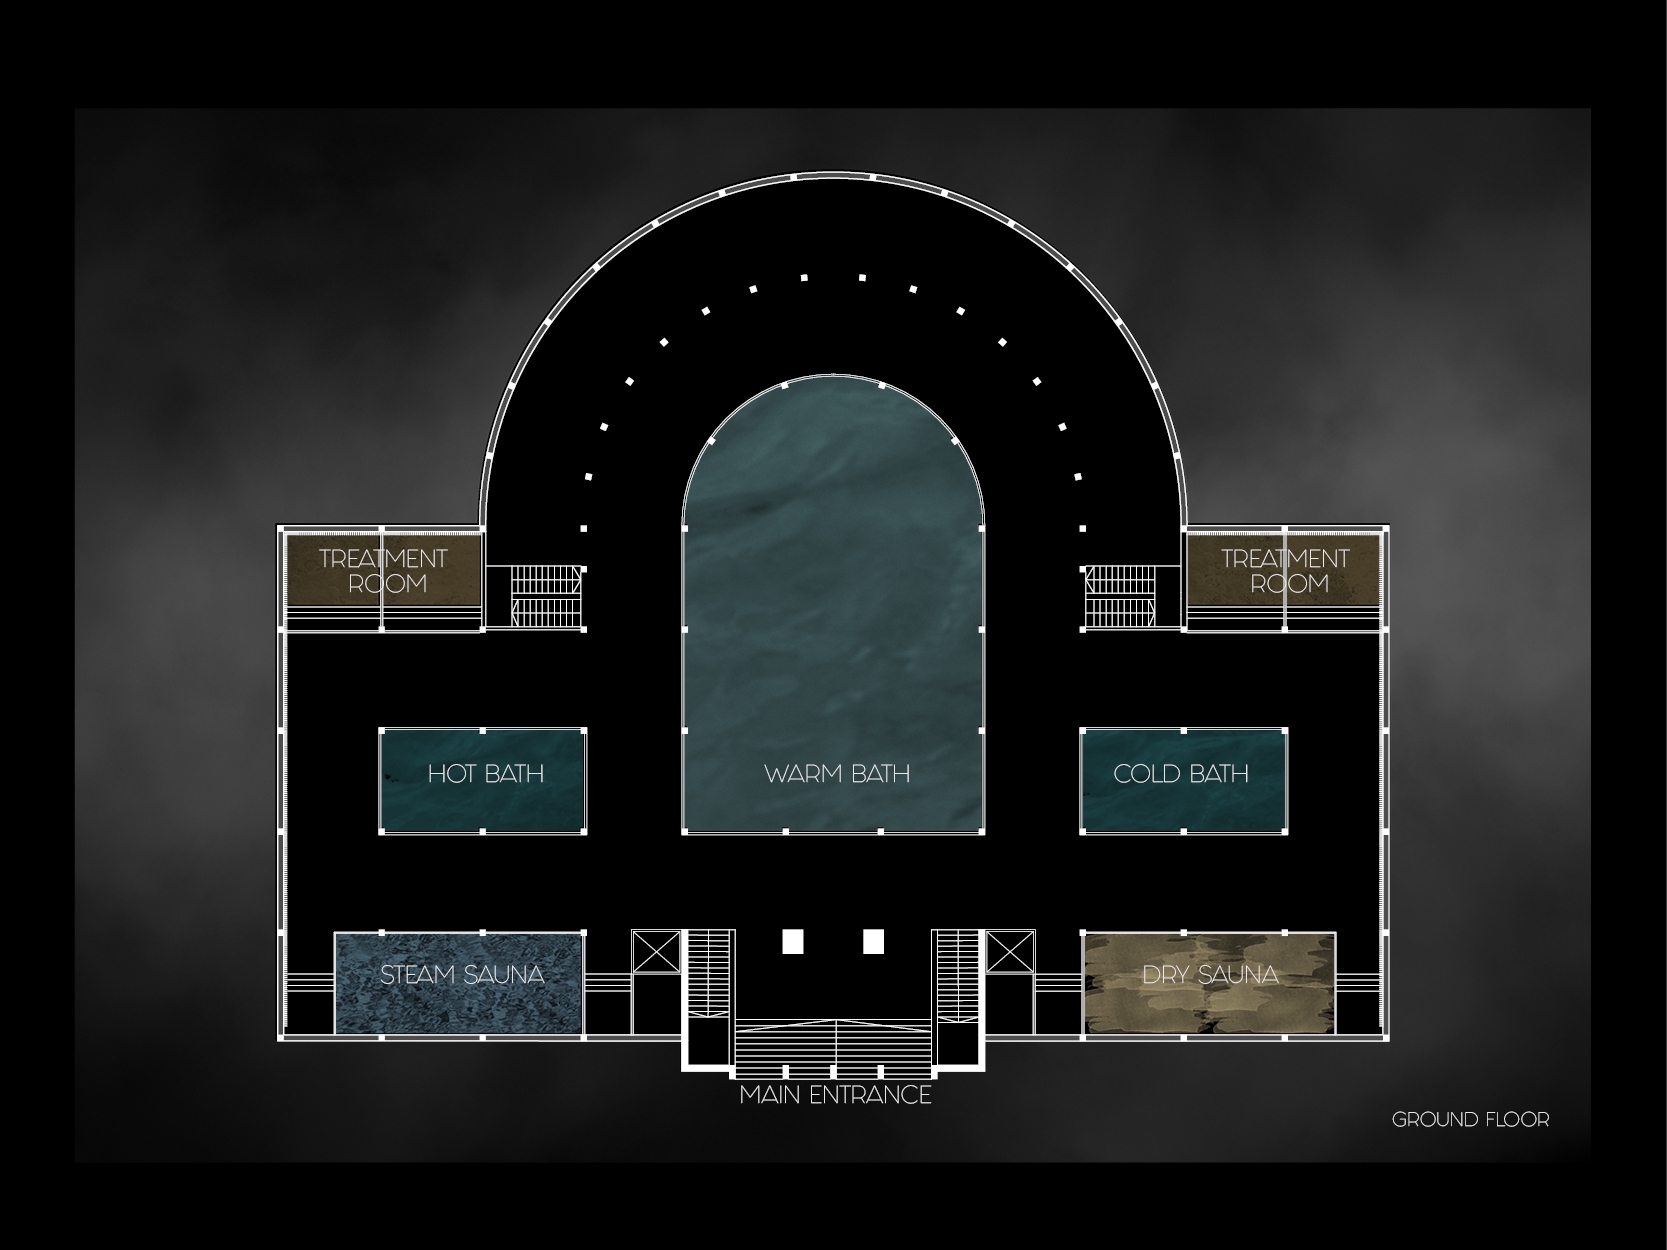 TREATMENT
ROOM
TREATMENT
ROOM
HOT BATH
WARM BATH
COLD BATH
STEAM SAUNA
DRY SAUNA
MAIN ENTRANCE
GROUND FLOOR